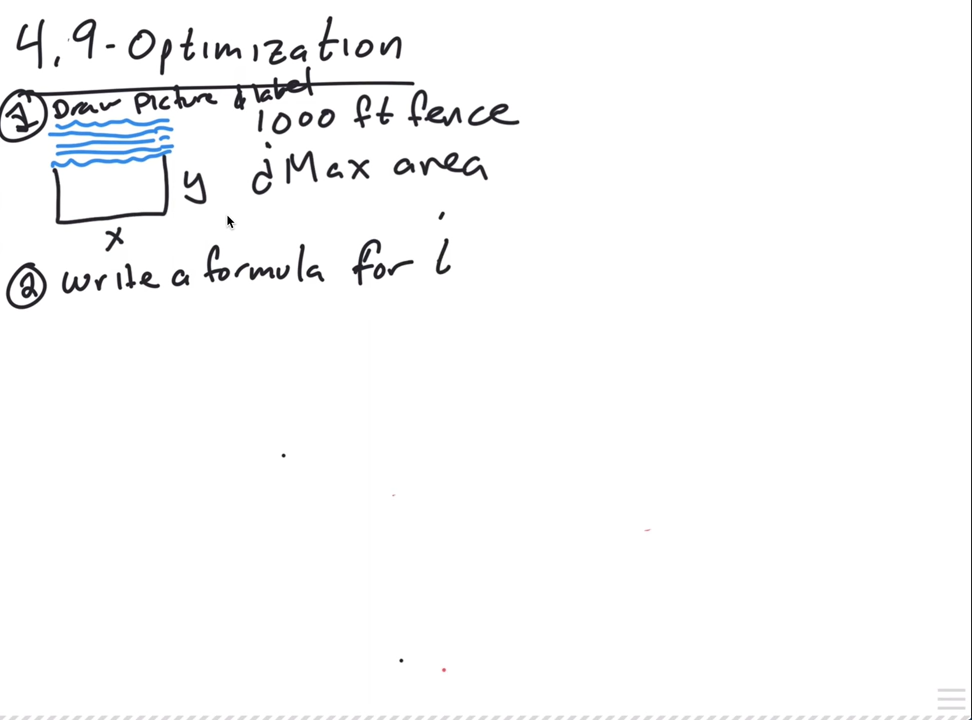 4.9-Optimization
① Draw Picture & label
1000 ft fence
¿Max area
y
x
② write a formula for ¿